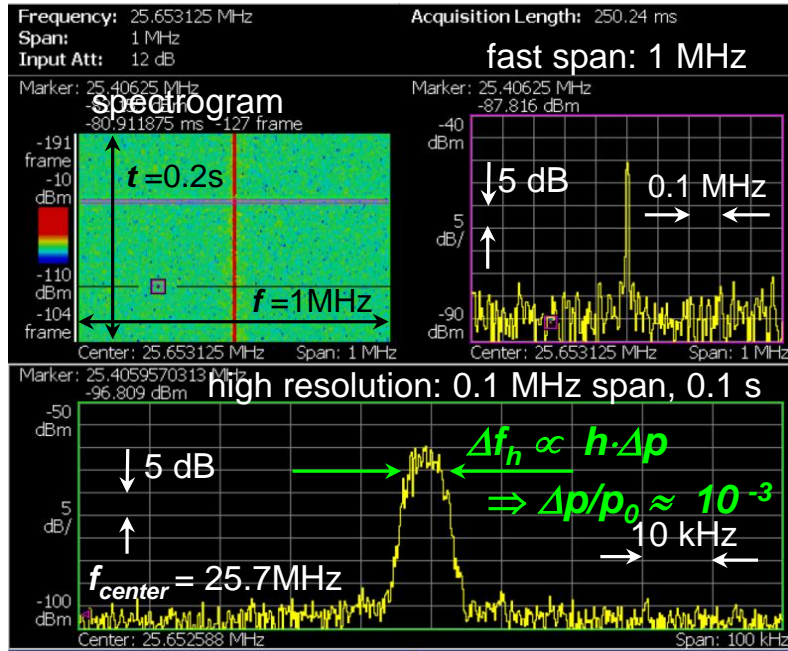 Frequency: 25.653125 MHz
Span: 1 MHz
Input Att: 12 dB
Acquisition Length: 250.24 ms
fast span: 1 MHz
Marker: 25.40625 MHz
spectrogram
-80.911875 ms -127 frame
-191
frame
-10
dBm
-110
dBm
-104
frame
t =0.2s
f =1MHz
Center: 25.653125 MHz Span: 1 MHz
Marker: 25.40625 MHz
-87.816 dBm
-40
dBm
5
dB/
-90
dBm
5 dB
0.1 MHz
Center: 25.653125 MHz Span: 1 MHz
Marker: 25.4059570313 MHz
-96.809 dBm
high resolution: 0.1 MHz span, 0.1 s
-50
dBm
5
dB/
-100
dBm
5 dB
Δf_h ∝ h·Δp
⇒ Δp/p_0 ≈ 10^-3
10 kHz
f_center = 25.7MHz
Center: 25.652588 MHz Span: 100 kHz